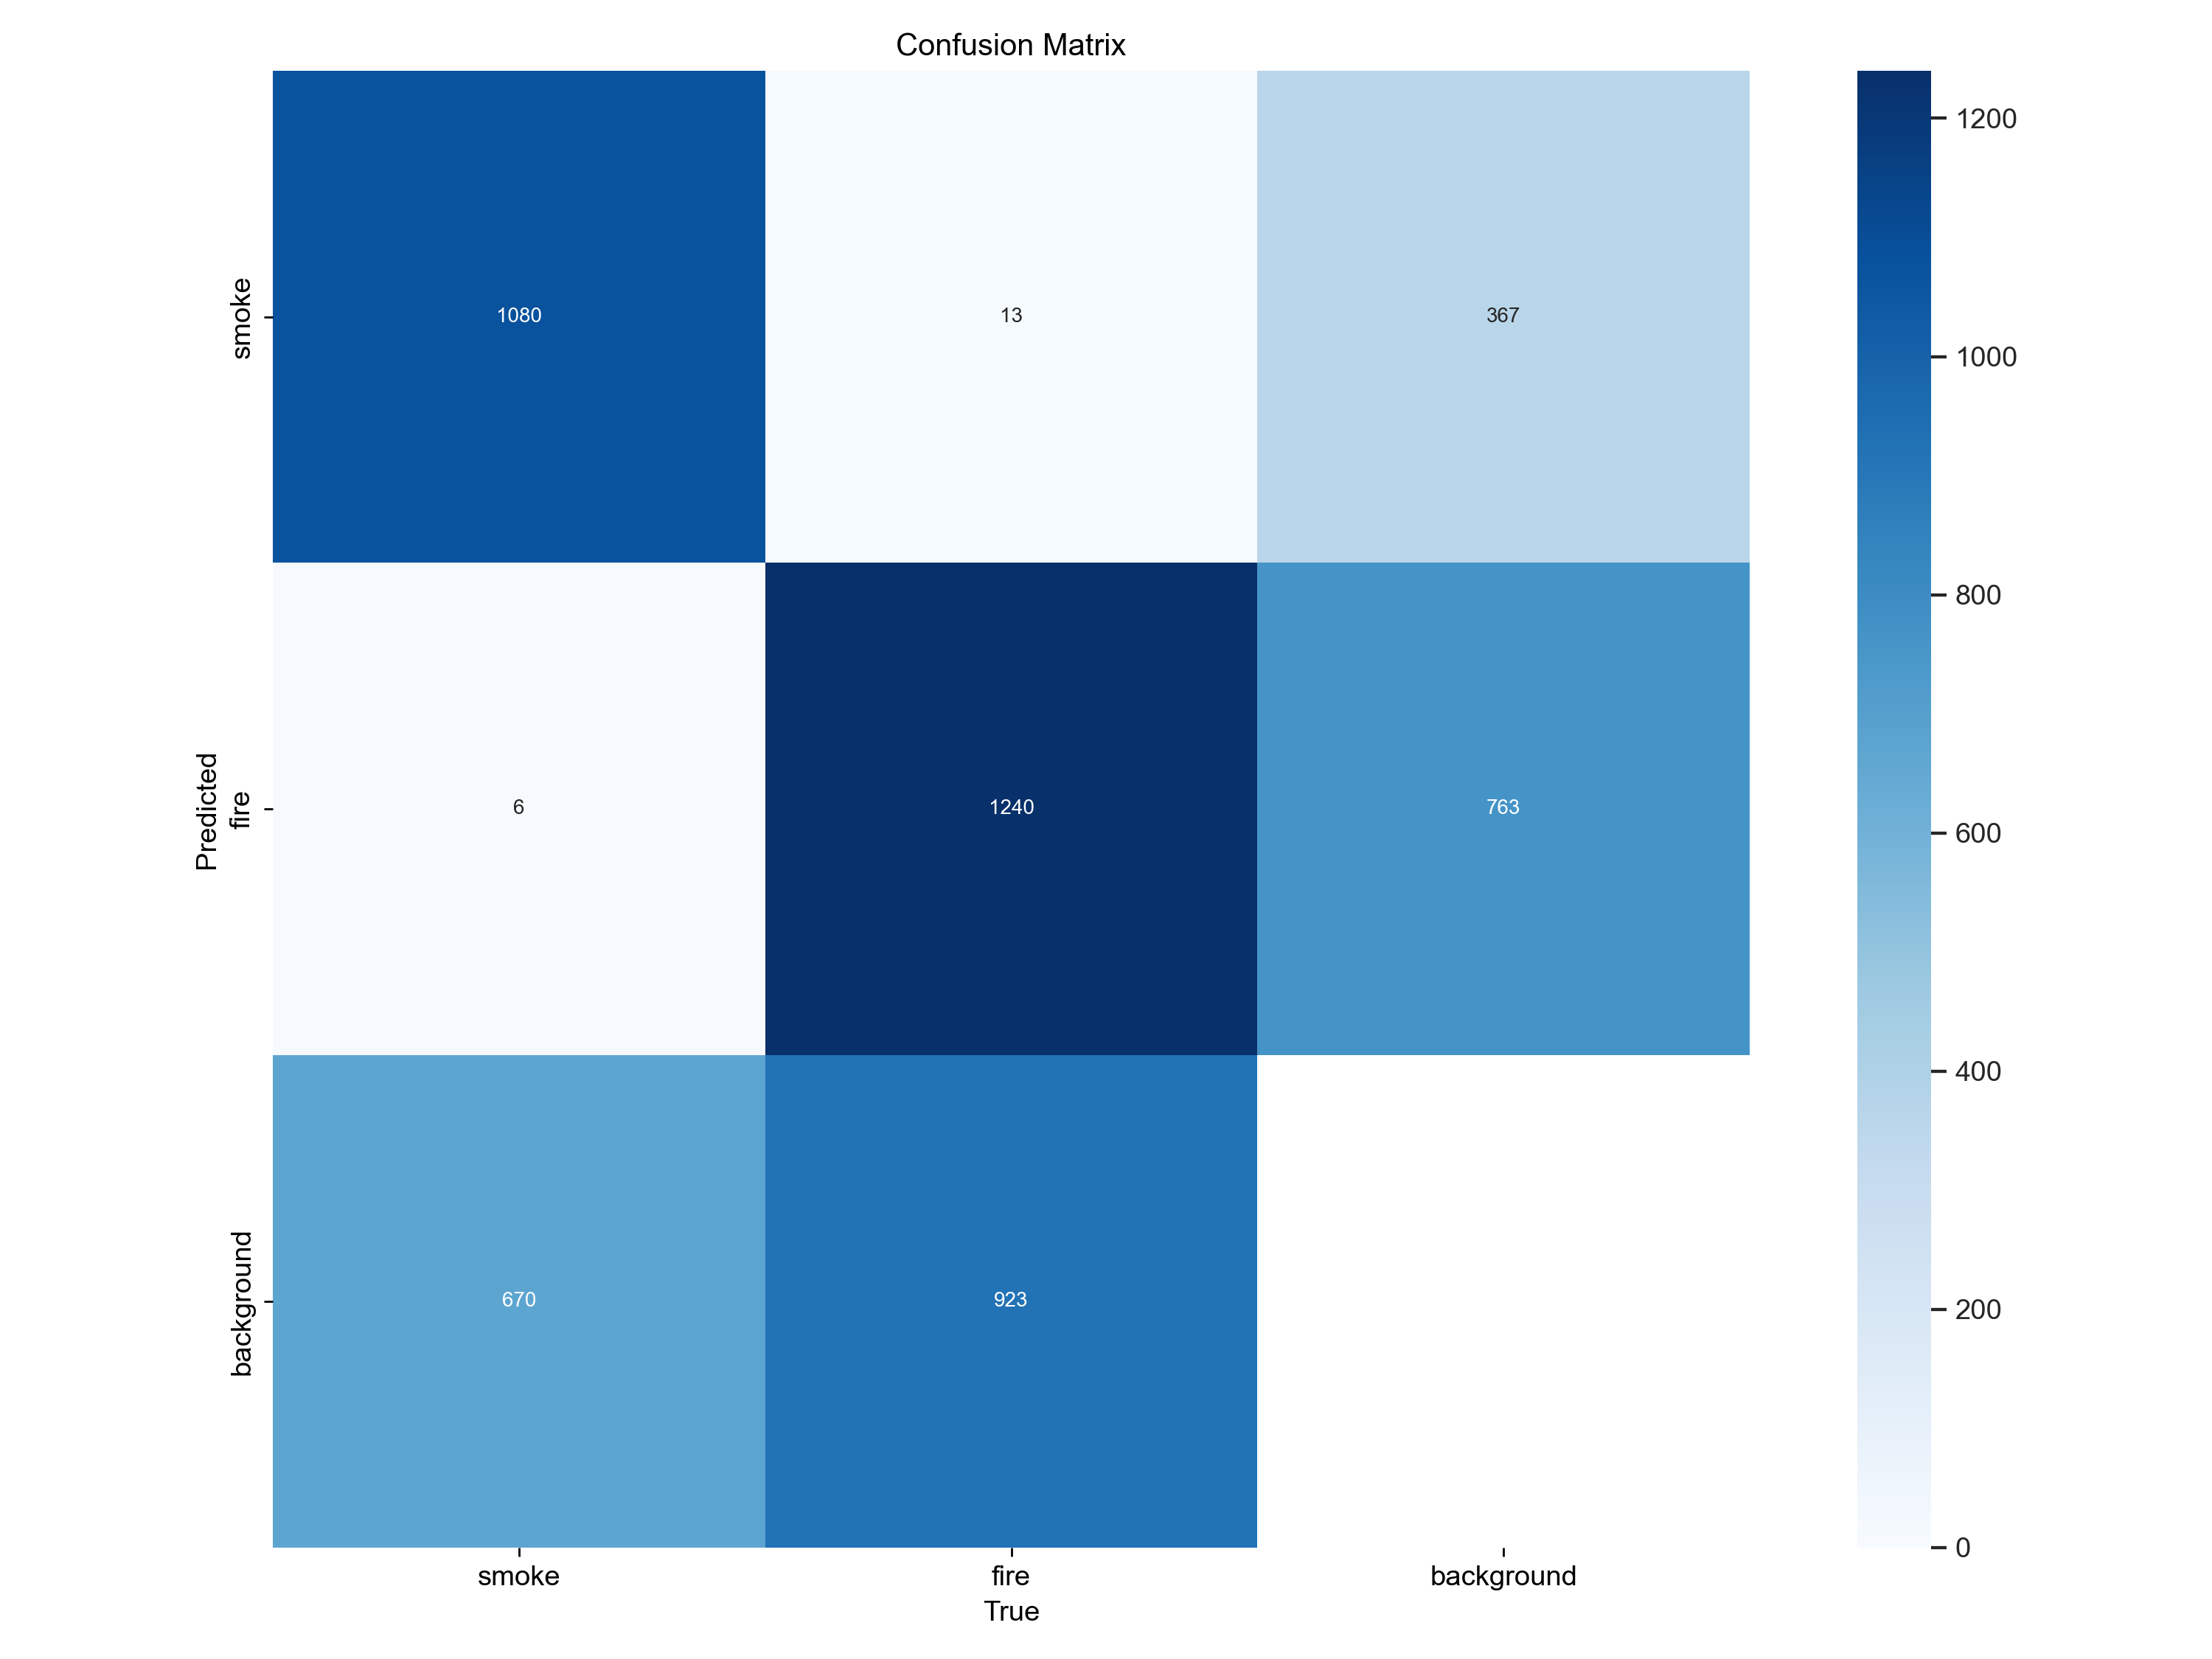 Confusion Matrix
smoke
1080
13
367
Predicted
fire
6
1240
763
background
670
923
smoke
fire
background
True
1200
1000
800
600
400
200
0